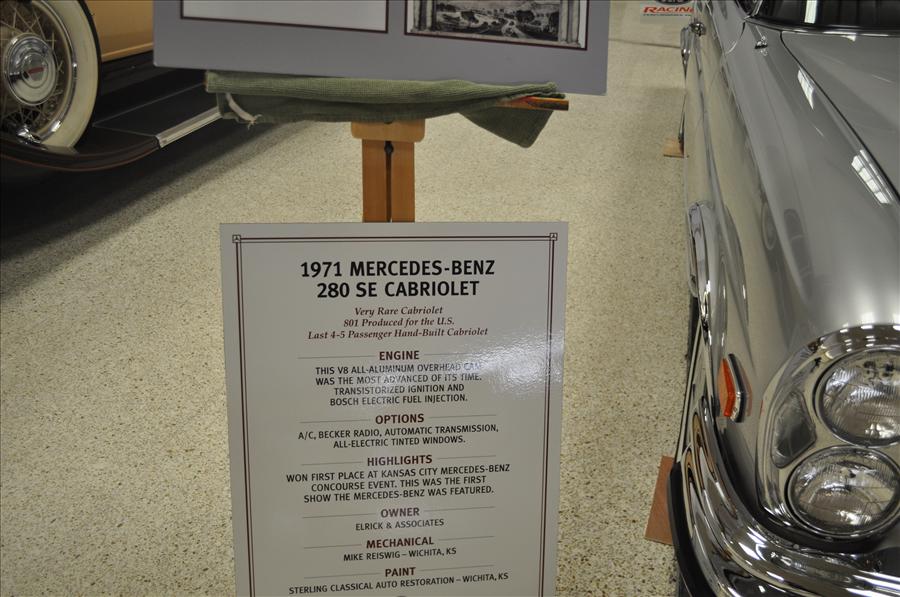 RACING
1971 MERCEDES-BENZ
280 SE CABRIOLET
Very Rare Cabriolet
801 Produced for the U.S.
Last 4-5 Passenger Hand-Built Cabriolet
ENGINE
THIS V8 ALL-ALUMINUM OVERHEAD CAM
WAS THE MOST ADVANCED OF ITS TIME.
TRANSISTORIZED IGNITION AND
BOSCH ELECTRIC FUEL INJECTION.
OPTIONS
A/C, BECKER RADIO, AUTOMATIC TRANSMISSION,
ALL-ELECTRIC TINTED WINDOWS.
HIGHLIGHTS
WON FIRST PLACE AT KANSAS CITY MERCEDES-BENZ
CONCOURSE EVENT. THIS WAS THE FIRST
SHOW THE MERCEDES-BENZ WAS FEATURED.
OWNER
ELRICK & ASSOCIATES
MECHANICAL
MIKE REISWIG – WICHITA, KS
PAINT
STERLING CLASSICAL AUTO RESTORATION – WICHITA, KS